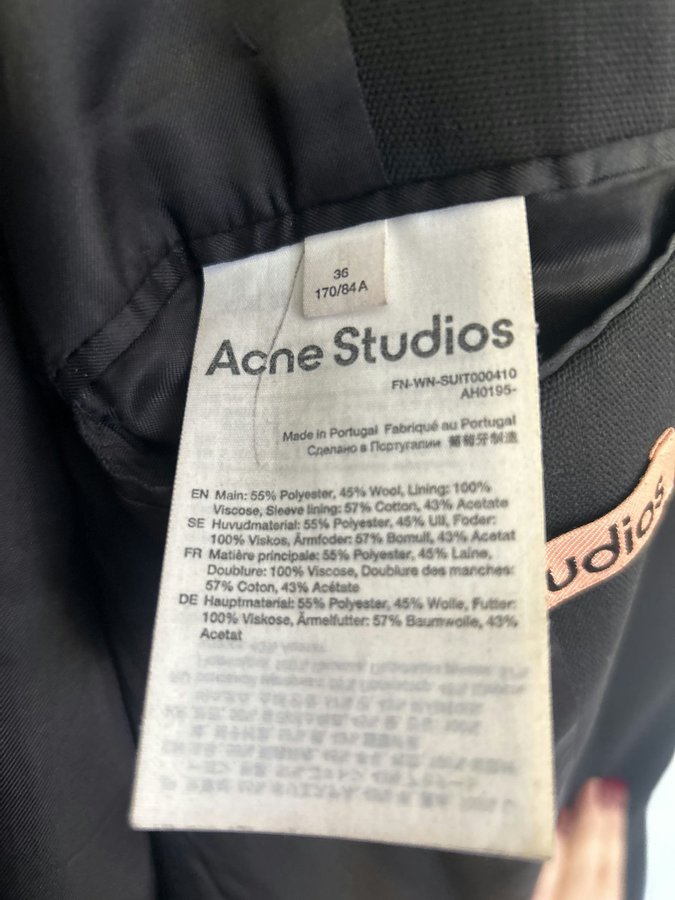 36
170/84A
Acne Studios
FN-WN-SUIT000410
AH0195-
Made in Portugal Fabriqué au Portugal
Сделано в Португалии 葡萄牙制造
EN Main: 55% Polyester, 45% Wool, Lining: 100%
Viscose, Sleeve lining: 57% Cotton, 43% Acetate
SE Huvudmaterial: 55% Polyester, 45% Ull, Foder:
100% Viskos, Ärmfoder: 57% Bomull, 43% Acetat
FR Matière principale: 55% Polyester, 45% Laine,
Doublure: 100% Viscose, Doublure des manches:
57% Coton, 43% Acétate
DE Hauptmaterial: 55% Polyester, 45% Wolle, Futter:
100% Viskose, Ärmelfutter: 57% Baumwolle, 43%
Acetat
udios